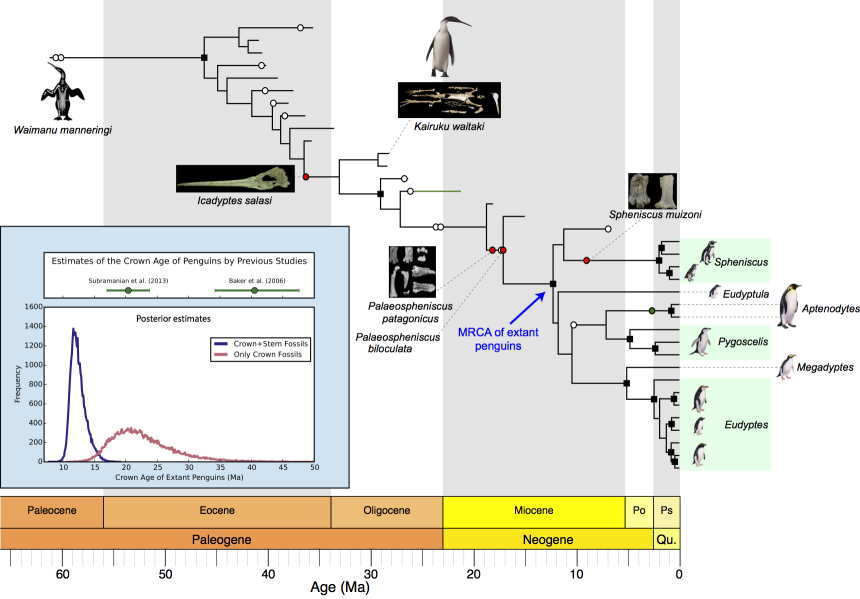 Waimanu manneringi
Icadyptes salasi
Kairuku waitaki
Spheniscus muizoni
Palaeospheniscus
patagonicus
Palaeospheniscus
biloculata
MRCA of extant
penguins
Spheniscus
Eudyptula
Aptenodytes
Pygoscelis
Megadyptes
Eudyptes
Estimates of the Crown Age of Penguins by Previous Studies
Subramanian et al. (2013)
Baker et al. (2006)
Posterior estimates
Crown+Stem Fossils
Only Crown Fossils
Frequency
1600
1400
1200
1000
800
600
400
200
0
10 15 20 25 30 35 40 45 50
Crown Age of Extant Penguins (Ma)
Paleocene Eocene Oligocene Miocene Po Ps
Paleogene Neogene Qu.
60 50 40 30 20 10 0
Age (Ma)